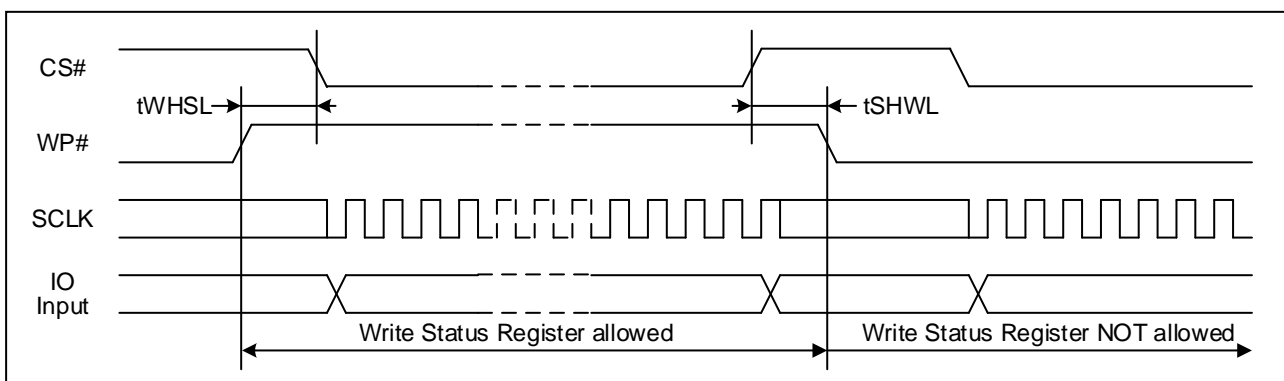 CS#
tWHSL
tSHWL
WP#
SCLK
IO
Input
Write Status Register allowed
Write Status Register NOT allowed